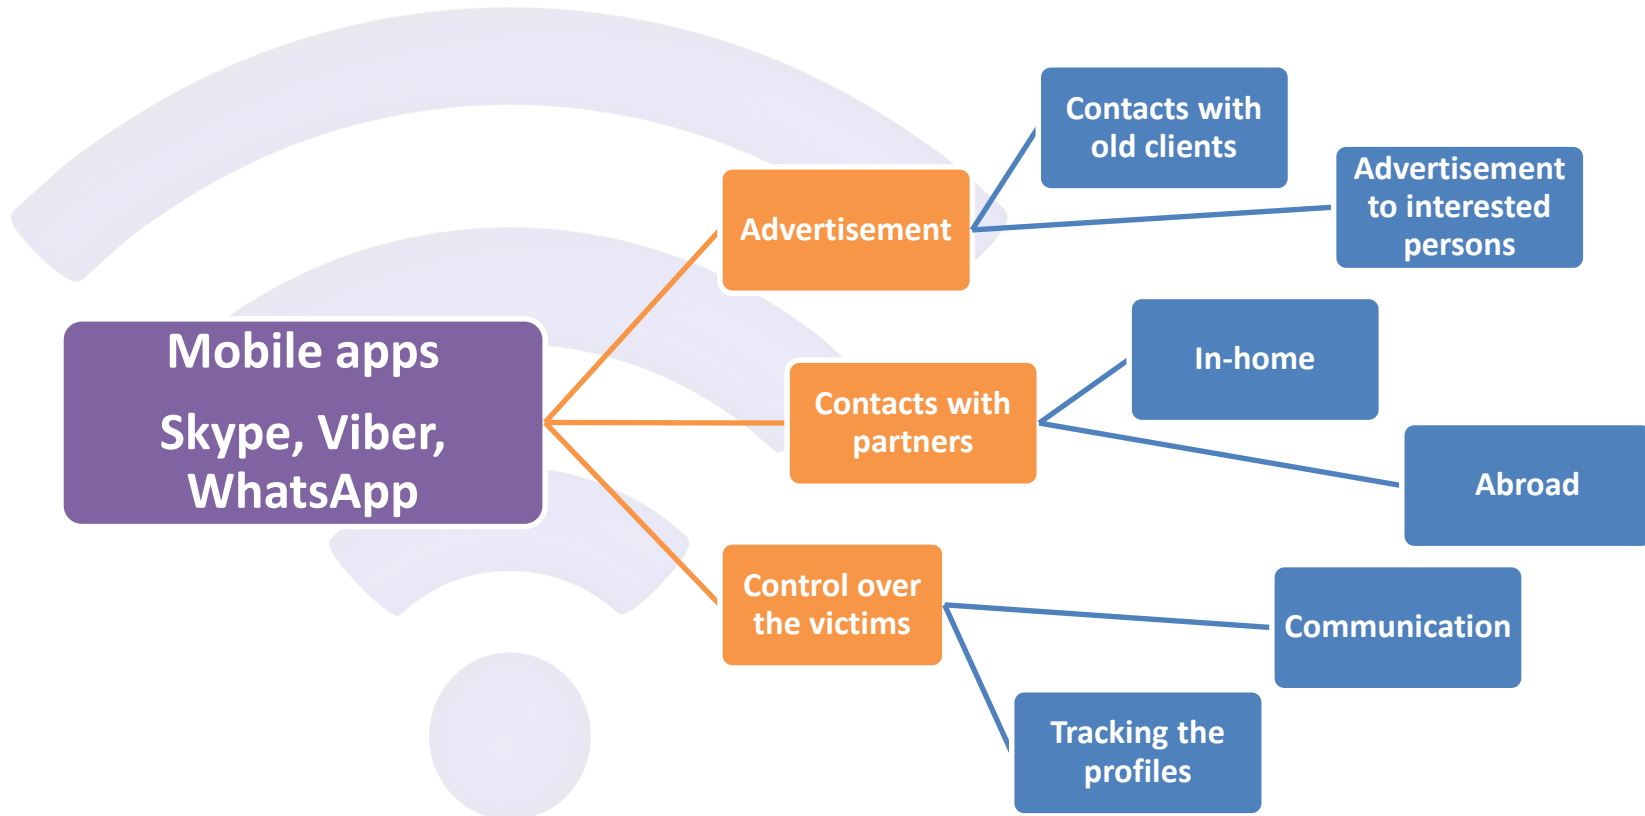 Mobile apps
Skype, Viber,
WhatsApp
Advertisement
Contacts with
old clients
Advertisement
to interested
persons
Contacts with
partners
In-home
Abroad
Control over
the victims
Communication
Tracking the
profiles